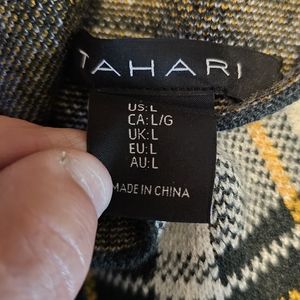 TAHARI
US:L
CA:L/G
UK:L
EU:L
AU:L
MADE IN CHINA